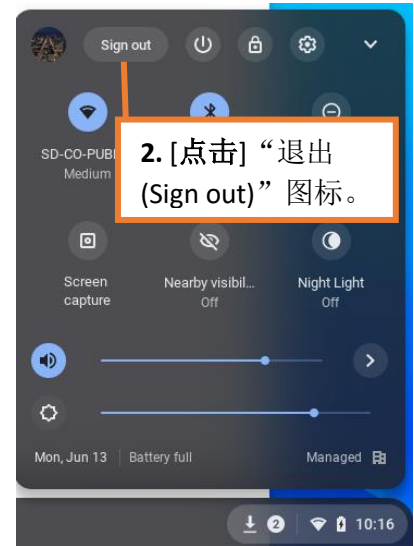 Sign out
SD-CO-PUB
Medium
2. [点击]“退出
(Sign out)”图标。
Screen
capture
Nearby visibil...
Off
Night Light
Off
Mon, Jun 13 Battery full Managed
2 10:16